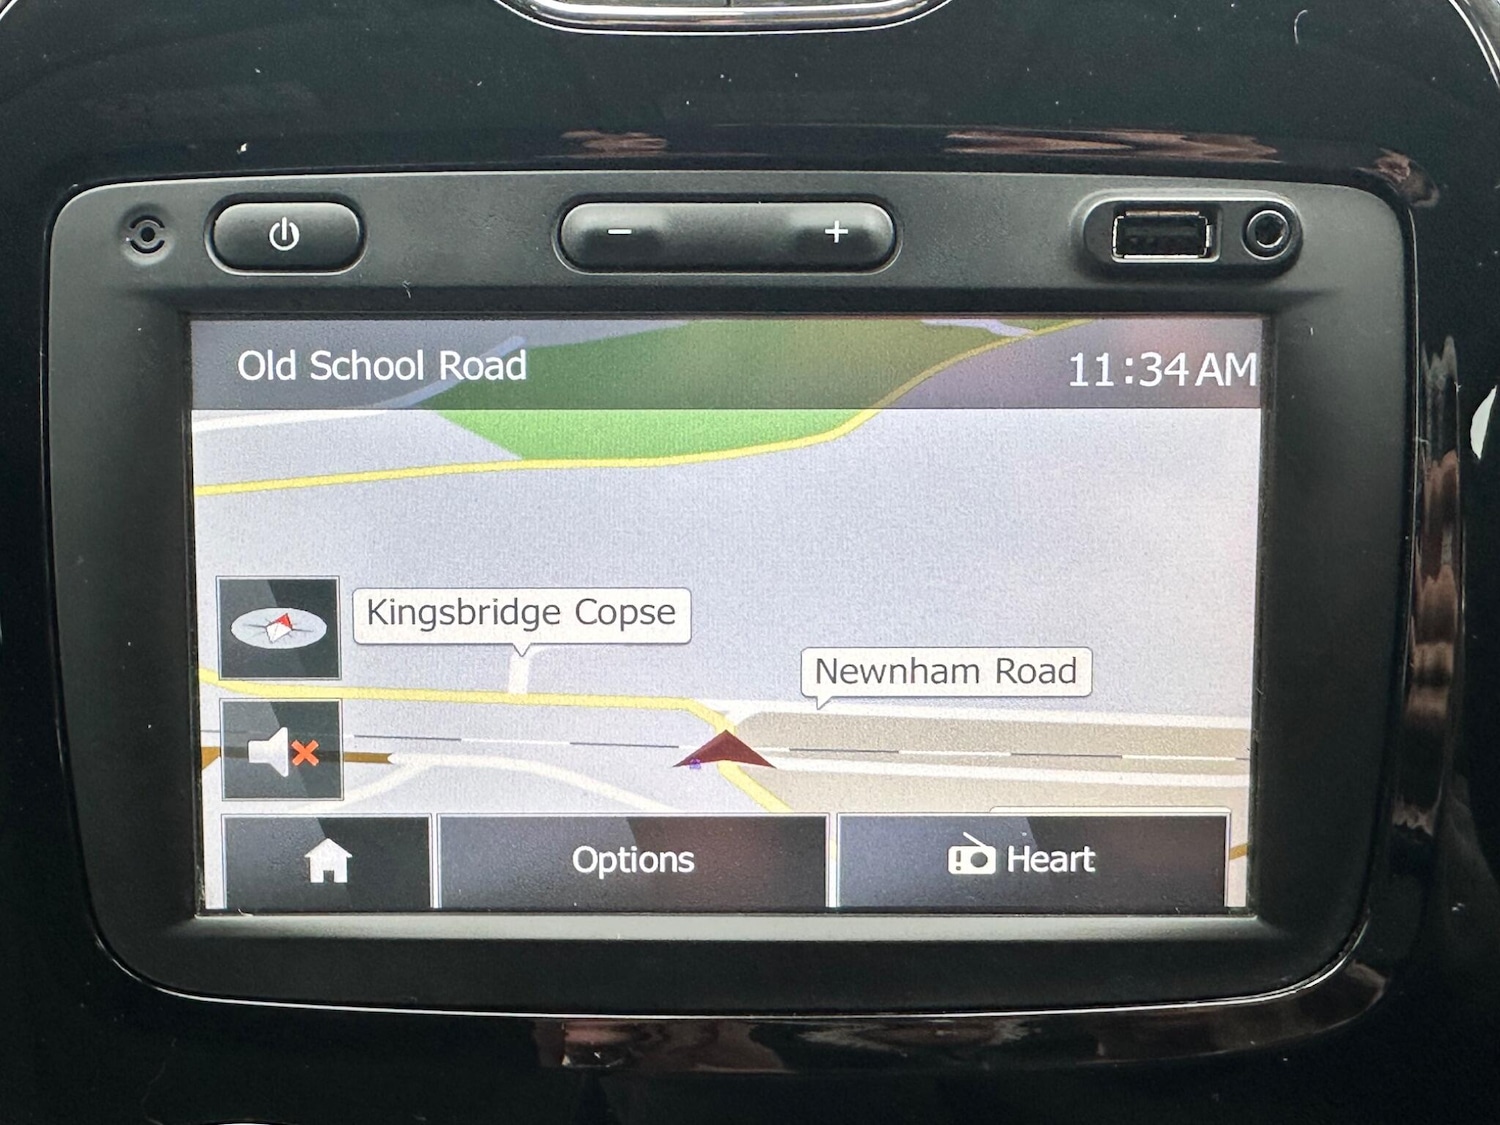 − +
Old School Road
11:34 AM
Kingsbridge Copse
Newnham Road
Options
Heart